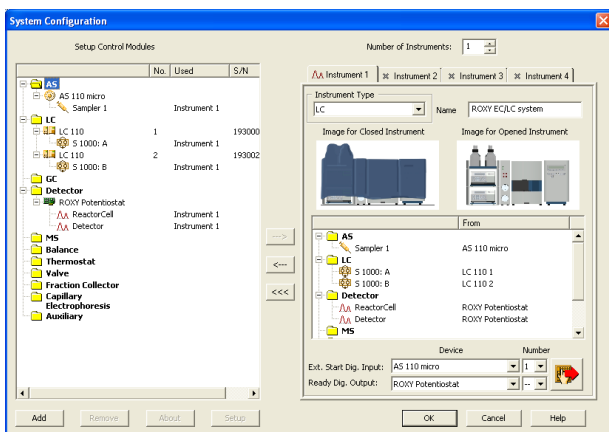 System Configuration
Setup Control Modules
Number of Instruments: 1
No. Used S/N
AS
AS 110 micro
Sampler 1 Instrument 1
LC
LC 110 1 193000
S 1000: A Instrument 1
LC 110 2 193002
S 1000: B Instrument 1
GC
Detector
ROXY Potentiostat
ReactorCell Instrument 1
Detector Instrument 1
MS
Balance
Thermostat
Valve
Fraction Collector
Capillary
Electrophoresis
Auxiliary
--->
<---
<<<
Instrument 1 Instrument 2 Instrument 3 Instrument 4
Instrument Type
LC Name ROXY EC/LC system
Image for Closed Instrument Image for Opened Instrument
From
AS
Sampler 1 AS 110 micro
LC
S 1000: A LC 110 1
S 1000: B LC 110 2
Detector
ReactorCell ROXY Potentiostat
Detector ROXY Potentiostat
MS
Device Number
Ext. Start Dig. Input: AS 110 micro 1
Ready Dig. Output: ROXY Potentiostat --
Add Remove About Setup OK Cancel Help